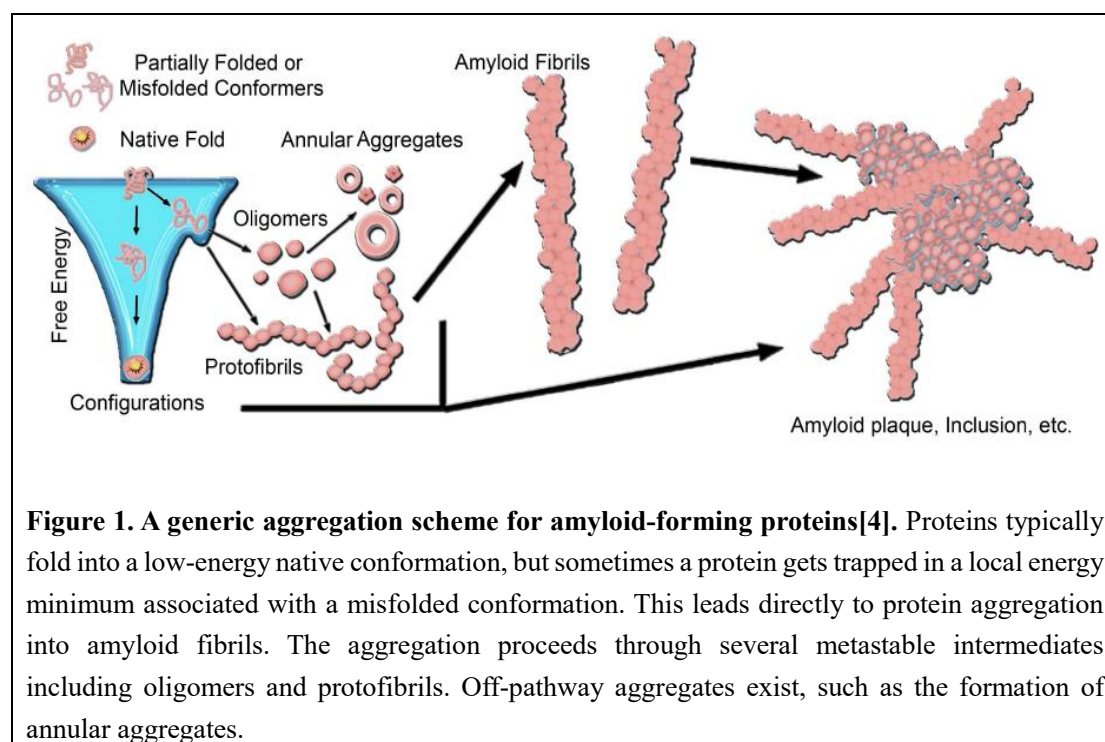 Partially Folded or
Misfolded Conformers
Native Fold
Annular Aggregates
Amyloid Fibrils
Oligomers
Free Energy
Protofibrils
Configurations
Amyloid plaque, Inclusion, etc.
Figure 1. A generic aggregation scheme for amyloid-forming proteins[4]. Proteins typically
fold into a low-energy native conformation, but sometimes a protein gets trapped in a local energy
minimum associated with a misfolded conformation. This leads directly to protein aggregation
into amyloid fibrils. The aggregation proceeds through several metastable intermediates
including oligomers and protofibrils. Off-pathway aggregates exist, such as the formation of
annular aggregates.